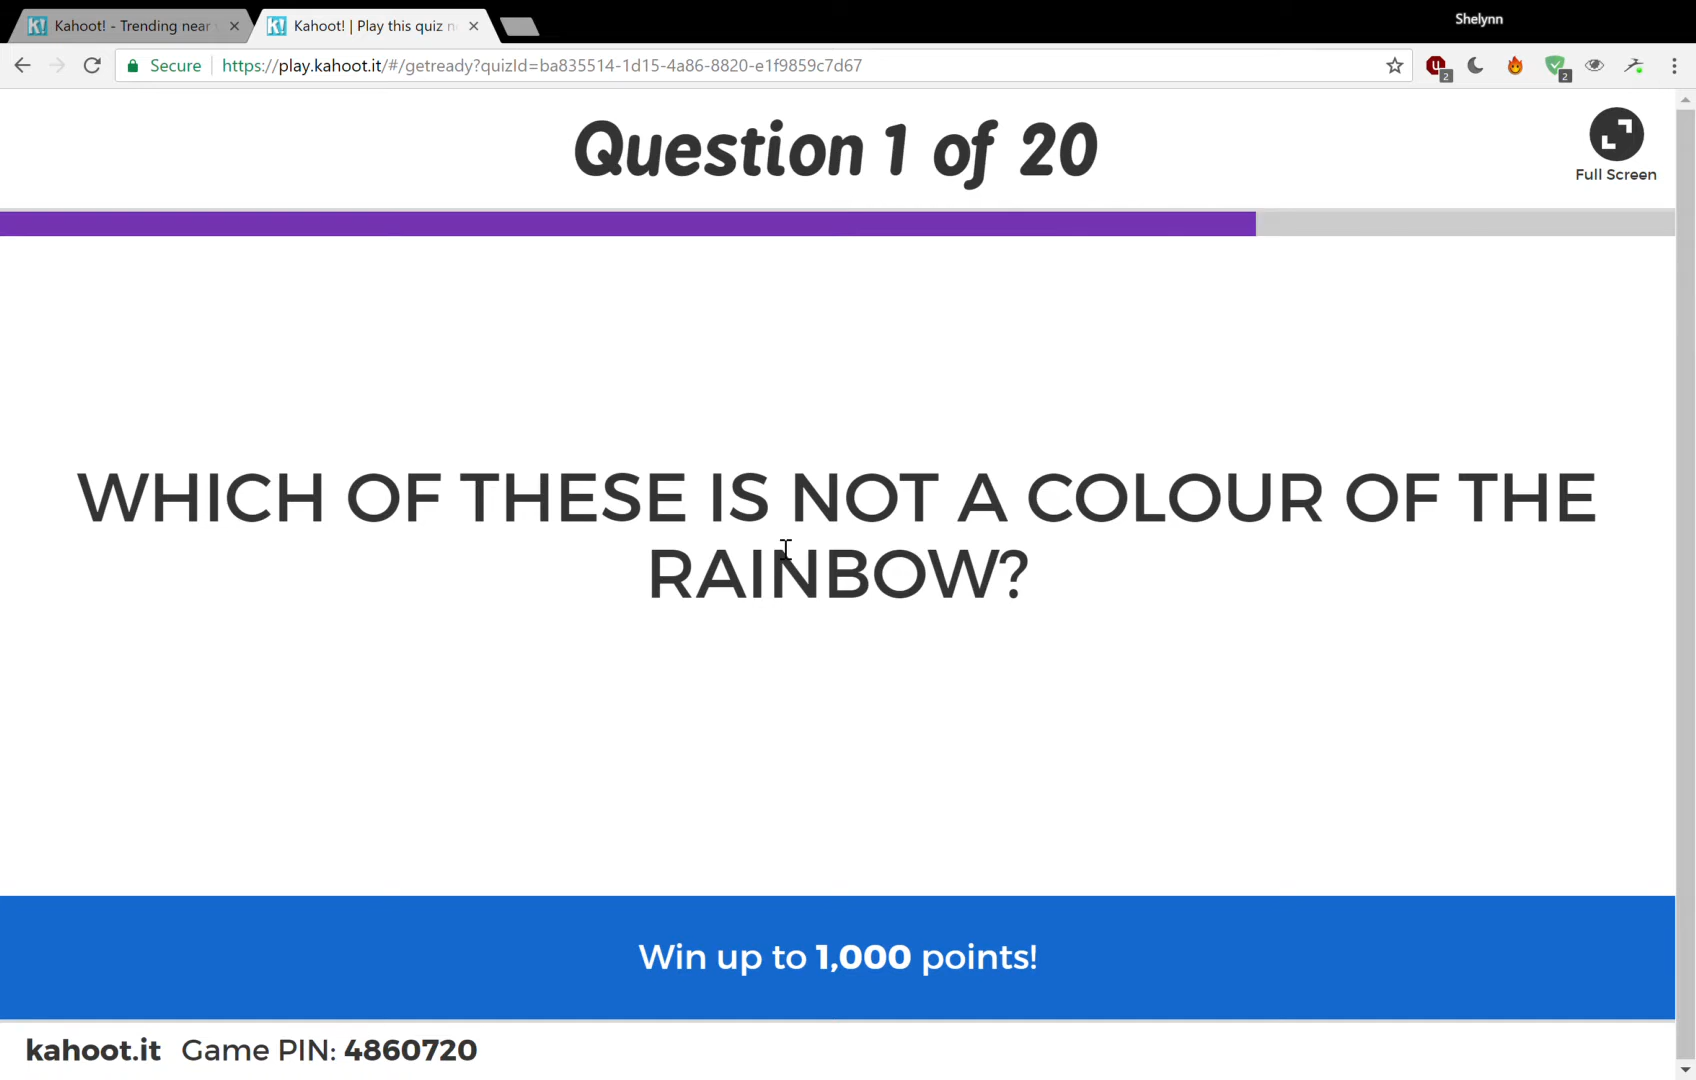 Shelynn
Kahoot! - Trending near
Kahoot! | Play this quiz n
Secure
https://play.kahoot.it/#/getready?quizId=ba835514-1d15-4a86-8820-e1f9859c7d67
2
2
Question 1 of 20
Full Screen
WHICH OF THESE IS NOT A COLOUR OF THE
RAINBOW?
Win up to 1,000 points!
kahoot.it Game PIN: 4860720